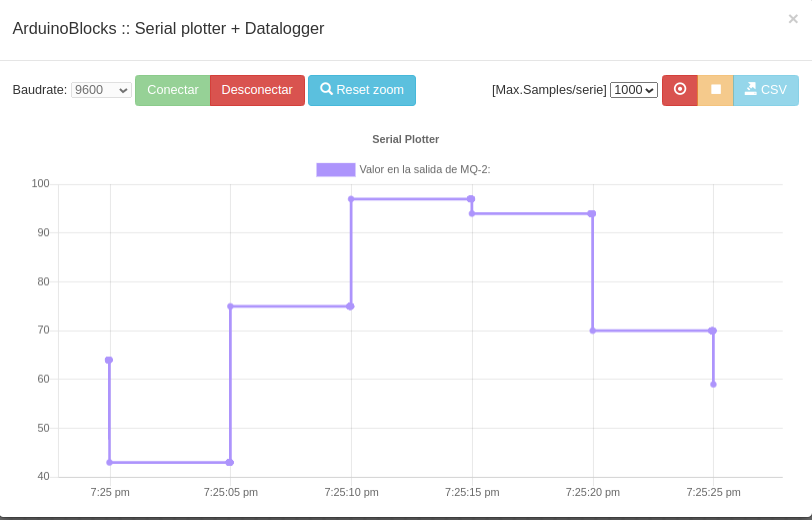 ArduinoBlocks :: Serial plotter + Datalogger
×
Baudrate: 9600 Conectar Desconectar Reset zoom [Max.Samples/serie] 1000 CSV
Serial Plotter
Valor en la salida de MQ-2:
100
90
80
70
60
50
40
7:25 pm 7:25:05 pm 7:25:10 pm 7:25:15 pm 7:25:20 pm 7:25:25 pm